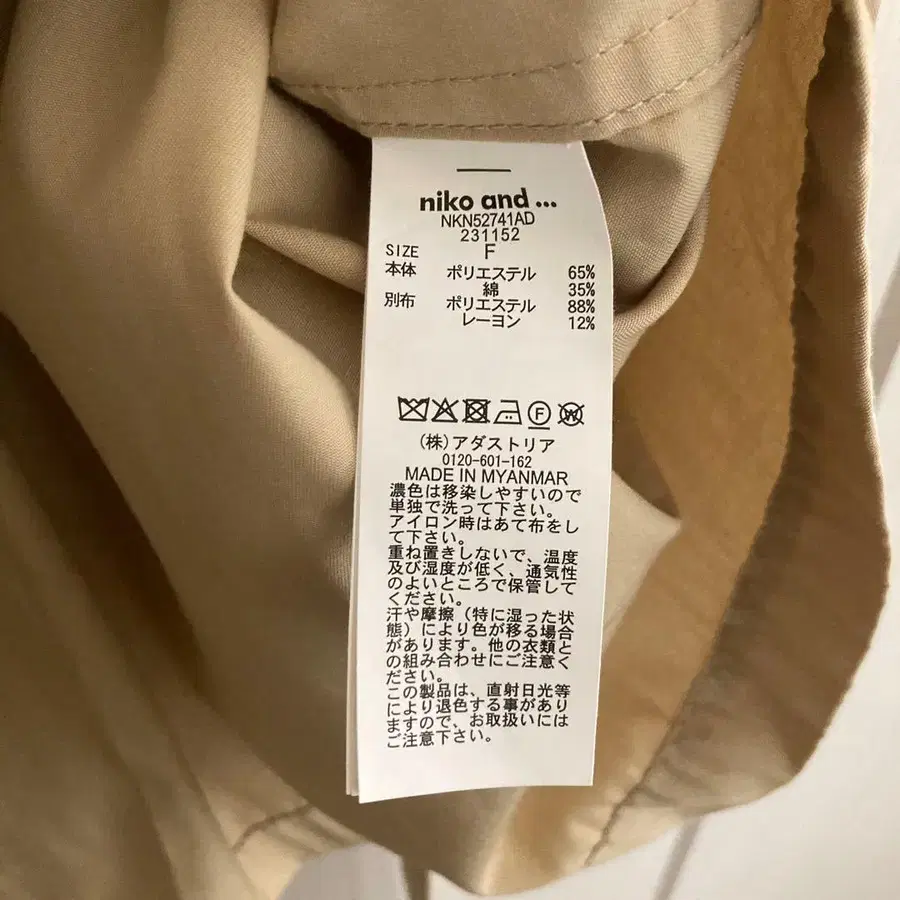 niko and ...
NKN52741AD
231152
SIZE F
本体 ポリエステル 65%
綿 35%
別布 ポリエステル 88%
レーヨン 12%
F W
(株)アダストリア
0120-601-162
MADE IN MYANMAR
濃色は移染しやすいので
単独で洗って下さい。
アイロン時はあて布をし
て下さい。
重ね置きしないで、温度
及び湿度が低く、通気性
のよいところで保管して
ください。
汗や摩擦(特に湿った状
態)により色が移る場合
があります。他の衣類と
の組み合わせにご注意く
ださい。
この製品は、直射日光等
により退色する事があり
ますので、お取扱いには
ご注意下さい。